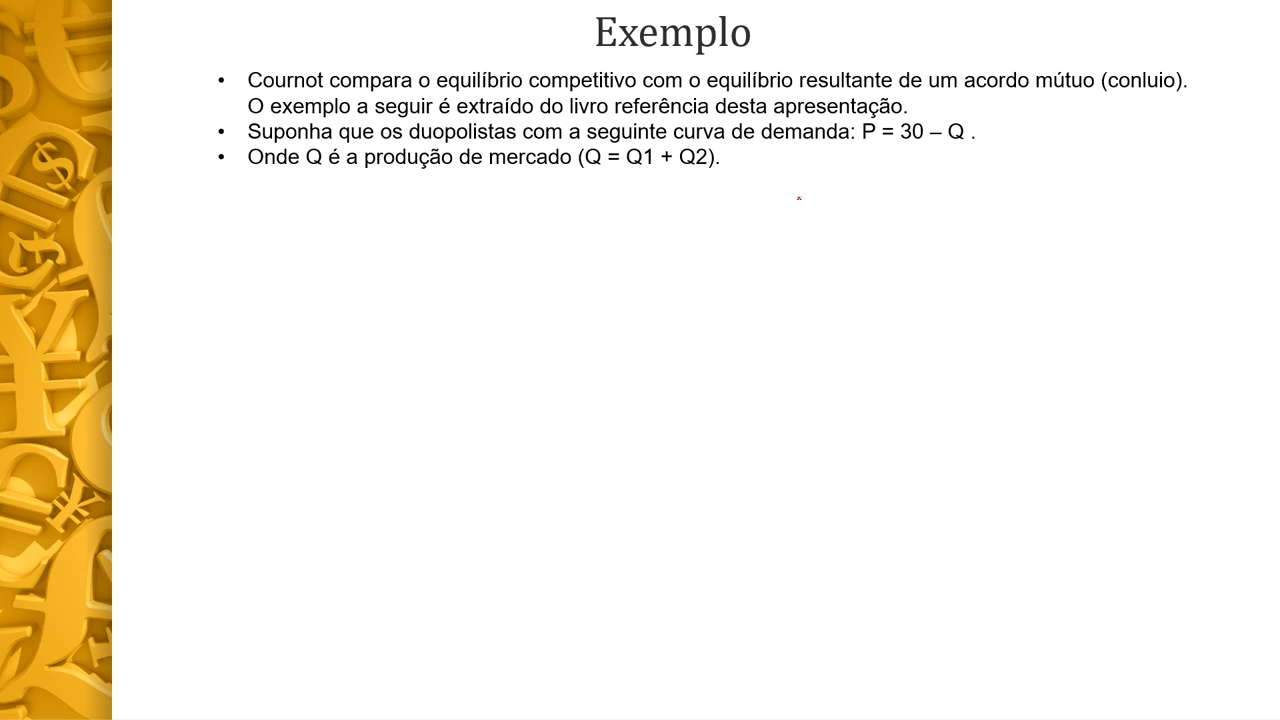 Exemplo
• Cournot compara o equilíbrio competitivo com o equilíbrio resultante de um acordo mútuo (conluio).
O exemplo a seguir é extraído do livro referência desta apresentação.
• Suponha que os duopolistas com a seguinte curva de demanda: P = 30 – Q .
• Onde Q é a produção de mercado (Q = Q1 + Q2).